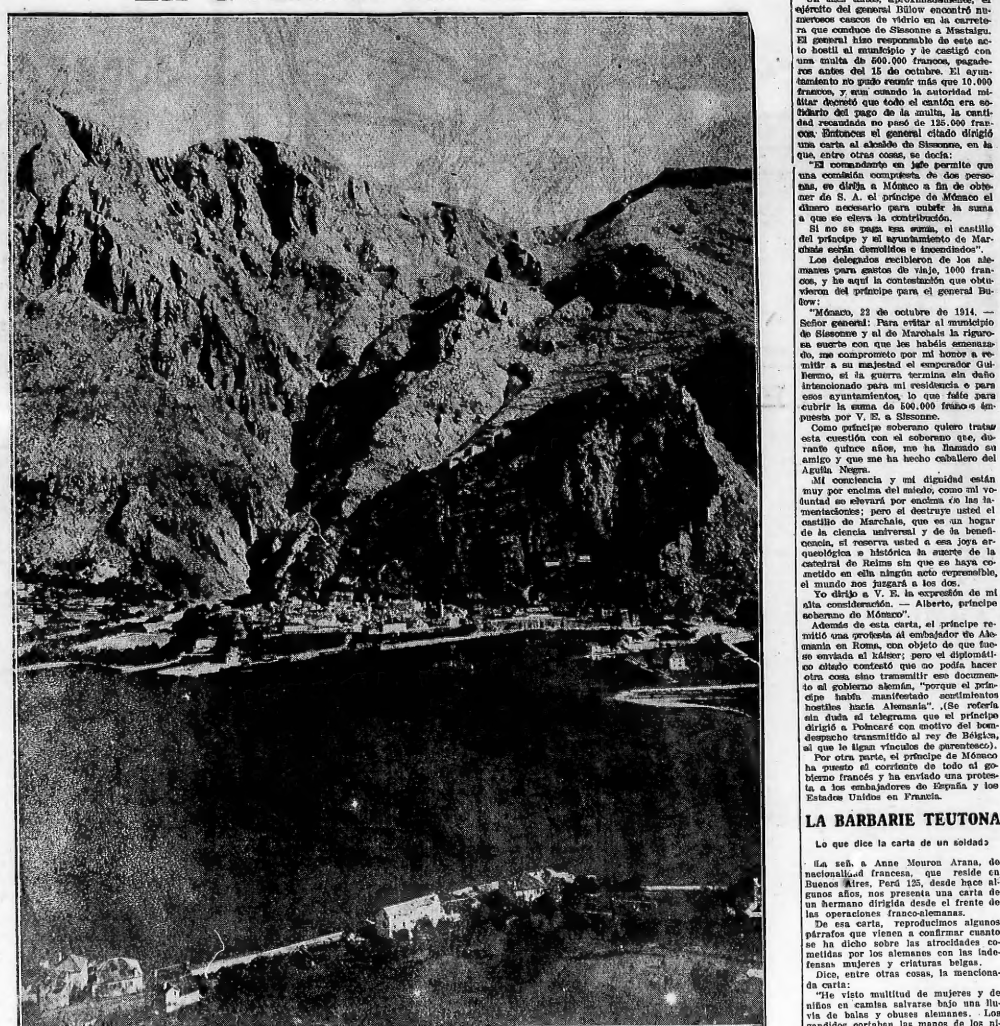 ejército del general Bülow encontró nu-
merosos cascos de vidrio en la carrete-
ra que conduce de Sissonne a Mastaigu.
El general hizo responsable de este ac-
to hostil al municipio y le castigó con
una multa de 500.000 francos, pagade-
ros antes del 15 de octubre. El ayun-
tamiento no pudo reunir más que 10.000
francos, y aun cuando la autoridad mi-
litar decretó que todo el cantón era so-
lidario del pago de la multa, la canti-
dad recaudada no pasó de 125.000 fran-
cos. Entonces el general citado dirigió
una carta al alcalde de Sissonne, en la
que, entre otras cosas, se decía:
"El comandante en jefe permite que
una comisión compuesta de dos perso-
nas, se dirija a Mónaco a fin de obte-
ner de S. A. el príncipe de Mónaco el
dinero necesario para cubrir la suma
a que se eleva la contribución.
Si no se paga esa suma, el castillo
del príncipe y el ayuntamiento de Mar-
chais serán demolidos e incendiados".
Los delegados recibieron de los ale-
manes para gastos de viaje, 1000 fran-
cos, y he aquí la contestación que obtu-
vieron del príncipe para el general Bu-
low:
"Mónaco, 22 de octubre de 1914. —
Señor general: Para evitar al municipio
de Sissonne y al de Marchais la riguro-
sa suerte con que les habéis amenaza-
do, me comprometo por mi honor a re-
mitir a su majestad el emperador Gui-
llermo, si la guerra termina sin daño
intencionado para mi residencia o para
esos ayuntamientos, lo que falte para
cubrir la suma de 500.000 francos im-
puesta por V. E. a Sissonne.
Como príncipe soberano quiero tratar
esta cuestión con el soberano que, du-
rante quince años, me ha llamado su
amigo y que me ha hecho caballero del
Aguila Negra.
Mi conciencia y mi dignidad están
muy por encima del miedo, como mi vo-
luntad se elevará por encima de las la-
mentaciones; pero si destruye usted el
castillo de Marchais, que es un hogar
de la ciencia universal y de la benefi-
cencia, si reserva usted a esa joya ar-
queológica e histórica la suerte de la
catedral de Reims sin que se haya co-
metido en ella ningún acto reprensible,
el mundo nos juzgará a los dos.
Yo dirijo a V. E. la expresión de mi
alta consideración. — Alberto, príncipe
soberano de Mónaco".
Además de esta carta, el príncipe re-
mitió una protesta al embajador de Ale-
mania en Roma, con objeto de que fue-
se enviada al káiser; pero el diplomáti-
co citado contestó que no podía hacer
otra cosa sino transmitir ese documen-
to al gobierno alemán, "porque el prín-
cipe había manifestado sentimientos
hostiles hacia Alemania". (Se refería
sin duda al telegrama que el príncipe
dirigió a Poincaré con motivo del bom-
despacho transmitido al rey de Bélgica,
al que le ligan vínculos de parentesco).
Por otra parte, el príncipe de Mónaco
ha puesto al corriente de todo al go-
bierno francés y ha enviado una protes-
ta a los embajadores de España y los
Estados Unidos en Francia.
LA BARBARIE TEUTONA
Lo que dice la carta de un soldado
La señ. a Anne Mouron Arana, de
nacionalidad francesa, que reside en
Buenos Aires, Perú 125, desde hace al-
gunos años, nos presenta una carta de
un hermano dirigida desde el frente de
las operaciones franco-alemanas.
De esa carta, reproducimos algunos
párrafos que vienen a confirmar cuanto
se ha dicho sobre las atrocidades co-
metidas por los alemanes con las inde-
fensas mujeres y criaturas belgas.
Dice, entre otras cosas, la menciona-
da carta:
"He visto multitud de mujeres y de
niños en camisa salvarse bajo una llu-
via de balas y obuses alemanes. Los